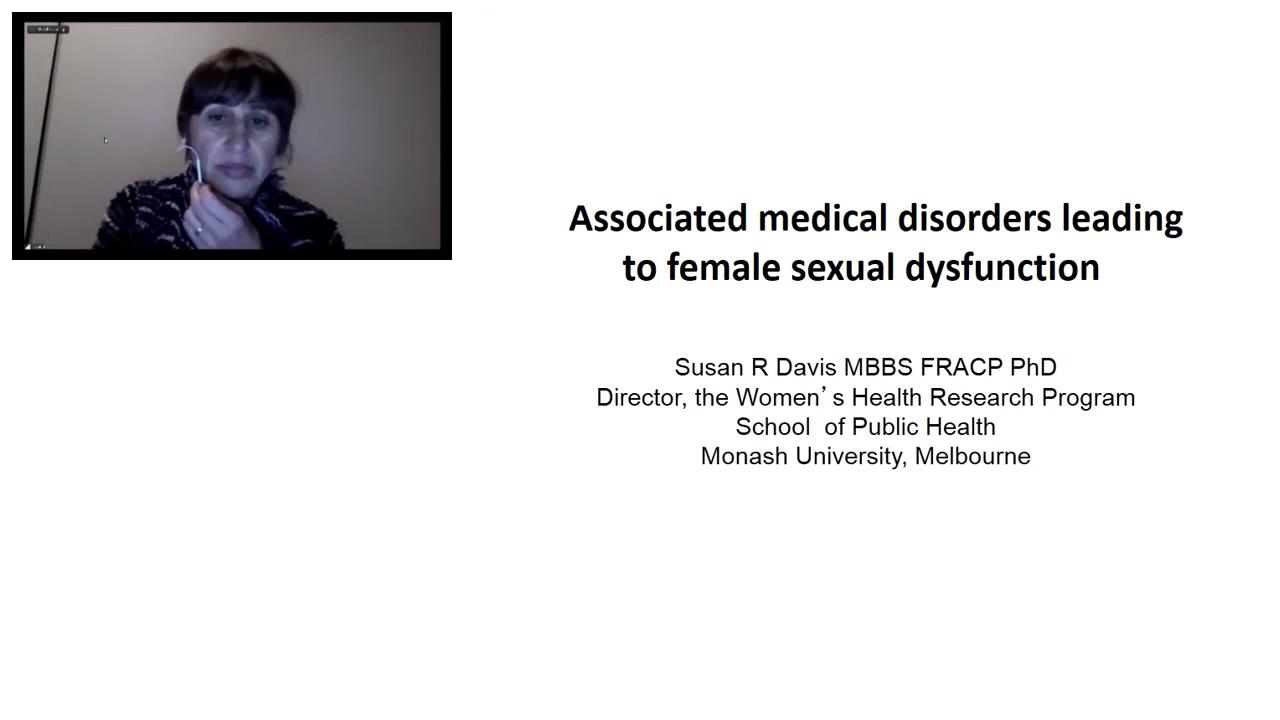 Associated medical disorders leading
to female sexual dysfunction
Susan R Davis MBBS FRACP PhD
Director, the Women’s Health Research Program
School of Public Health
Monash University, Melbourne